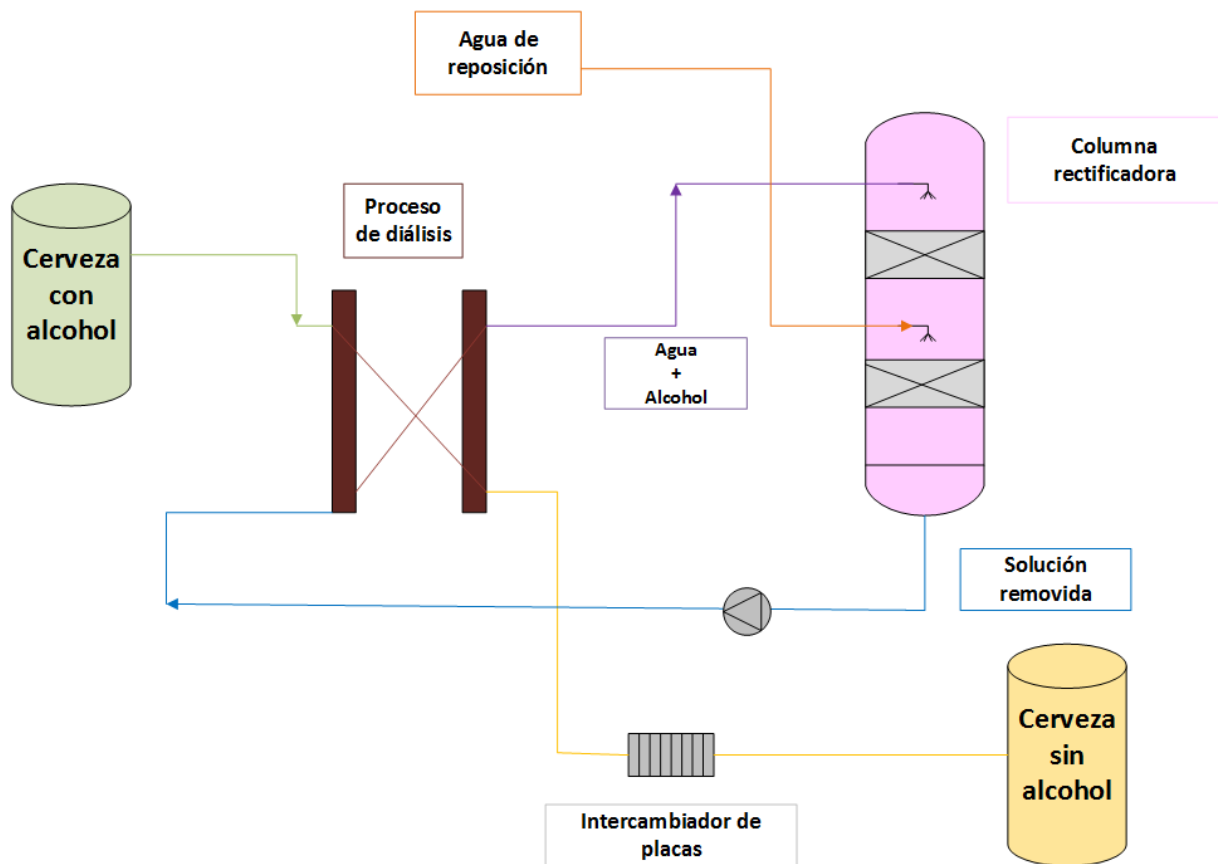 Agua de
reposición
Columna
rectificadora
Proceso
de diálisis
Cerveza
con
alcohol
Agua
+
Alcohol
Solución
removida
Cerveza
sin
alcohol
Intercambiador de
placas